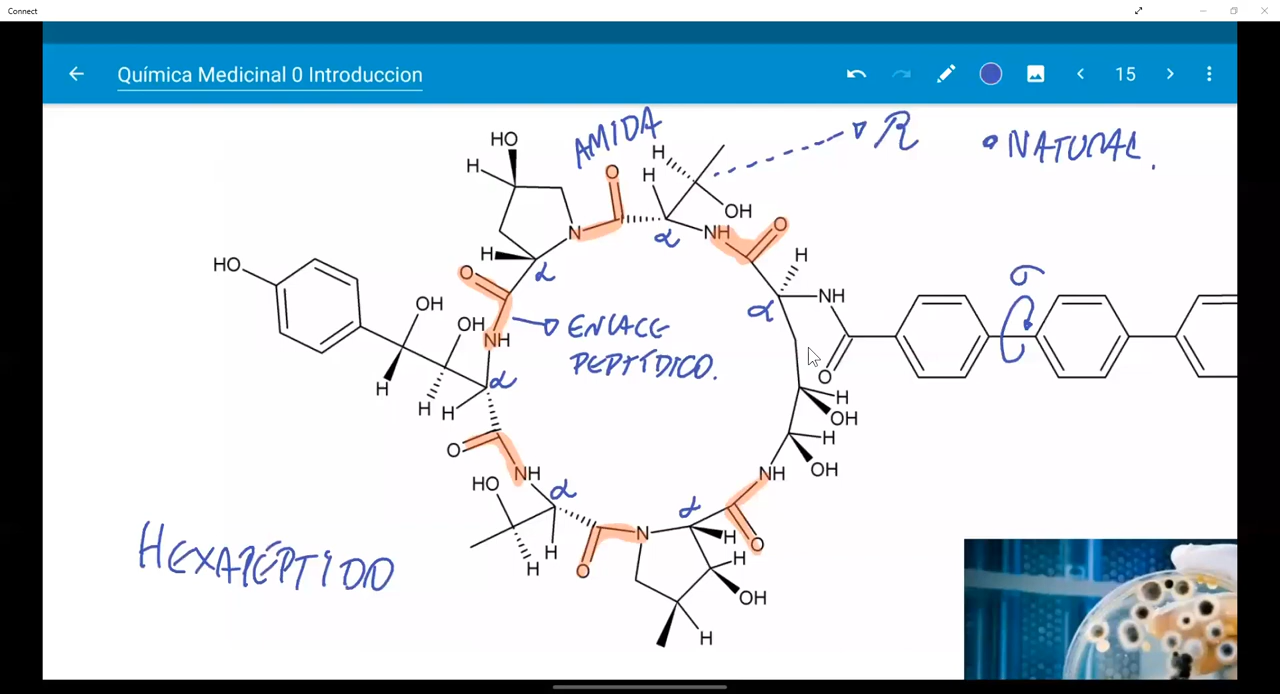 Connect
Química Medicinal 0 Introduccion
15
HO
AMIDA
R
• NATURAL.
H
O
H
H
OH
N
NH
O
α
H
α
H
HO
O
α
NH
σ
OH
OH
NH
ENLACE
PEPTÍDICO.
O
H
H
H
α
H
OH
O
H
OH
NH
NH
HO
α
α
N
H
O
H
H
O
H
OH
H
HEXAPÉPTIDO